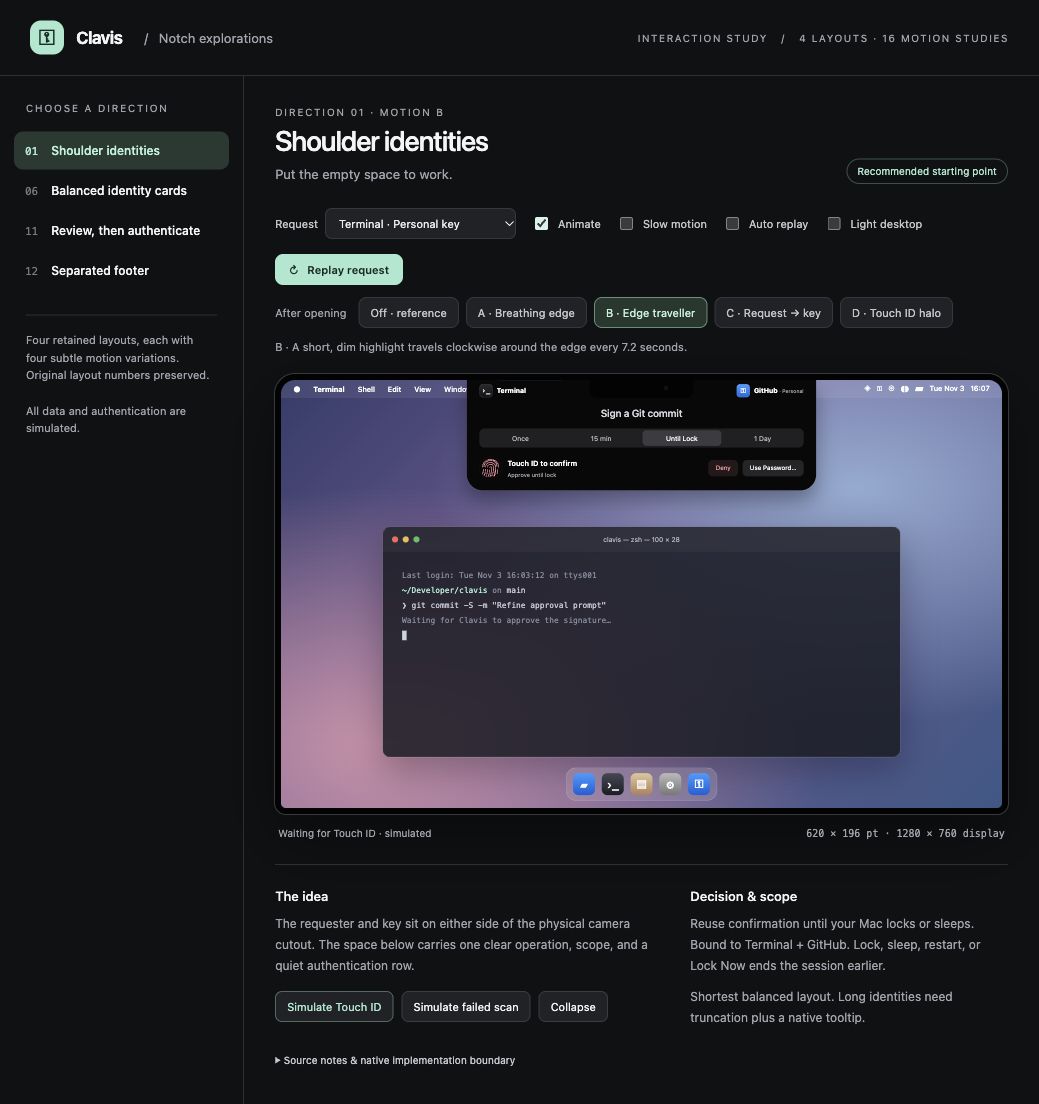 Clavis / Notch explorations
INTERACTION STUDY / 4 LAYOUTS · 16 MOTION STUDIES
CHOOSE A DIRECTION
01 Shoulder identities
06 Balanced identity cards
11 Review, then authenticate
12 Separated footer
Four retained layouts, each with
four subtle motion variations.
Original layout numbers preserved.
All data and authentication are
simulated.
DIRECTION 01 · MOTION B
Shoulder identities
Put the empty space to work.
Recommended starting point
Request Terminal · Personal key Animate Slow motion Auto replay Light desktop
↻ Replay request
After opening Off · reference A · Breathing edge B · Edge traveller C · Request → key D · Touch ID halo
B · A short, dim highlight travels clockwise around the edge every 7.2 seconds.
Terminal Shell Edit View Windo
Tue Nov 3 16:07
>_ Terminal
GitHub · Personal
Sign a Git commit
Once 15 min Until Lock 1 Day
Touch ID to confirm
Approve until lock
Deny Use Password…
clavis — zsh — 100 × 28
Last login: Tue Nov 3 16:03:12 on ttys001
~/Developer/clavis on main
❯ git commit -S -m "Refine approval prompt"
Waiting for Clavis to approve the signature…
>_
Waiting for Touch ID · simulated
620 × 196 pt · 1280 × 760 display
The idea
The requester and key sit on either side of the physical camera
cutout. The space below carries one clear operation, scope, and a
quiet authentication row.
Simulate Touch ID Simulate failed scan Collapse
Decision & scope
Reuse confirmation until your Mac locks or sleeps.
Bound to Terminal + GitHub. Lock, sleep, restart, or
Lock Now ends the session earlier.
Shortest balanced layout. Long identities need
truncation plus a native tooltip.
Source notes & native implementation boundary